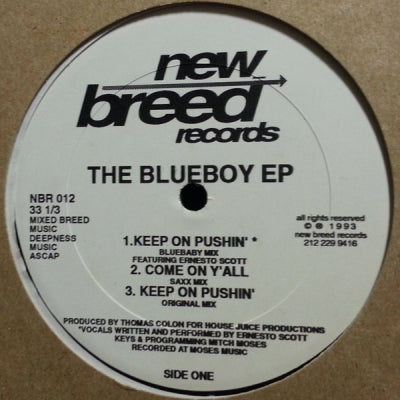 new
breed
records
THE BLUEBOY EP
NBR 012
33 1/3
MIXED BREED
MUSIC
DEEPNESS
MUSIC
ASCAP
all rights reserved
© ℗ 1993
new breed records
212 229 9416
1.KEEP ON PUSHIN' *
BLUEBABY MIX
FEATURING ERNESTO SCOTT
2. COME ON Y'ALL
SAXX MIX
3. KEEP ON PUSHIN'
ORIGINAL MIX
PRODUCED BY THOMAS COLON FOR HOUSE JUICE PRODUCTIONS
*VOCALS WRITTEN AND PERFORMED BY ERNESTO SCOTT
KEYS & PROGRAMMING MITCH MOSES
RECORDED AT MOSES MUSIC
SIDE ONE